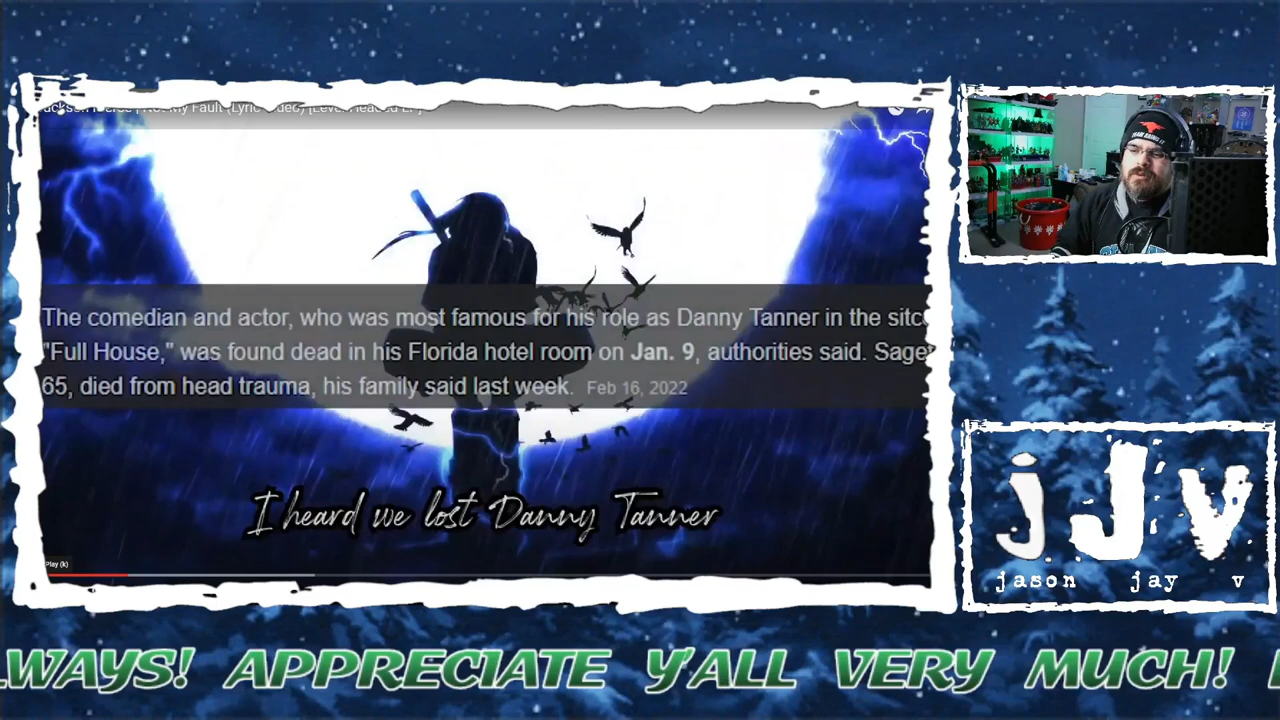 The comedian and actor, who was most famous for his role as Danny Tanner in the sitc
"Full House," was found dead in his Florida hotel room on Jan. 9, authorities said. Saget
65, died from head trauma, his family said last week. Feb 16, 2022
I heard we lost Danny Tanner
Play (k)
jJv
jason jay v
WAYS! APPRECIATE Y'ALL VERY MUCH!